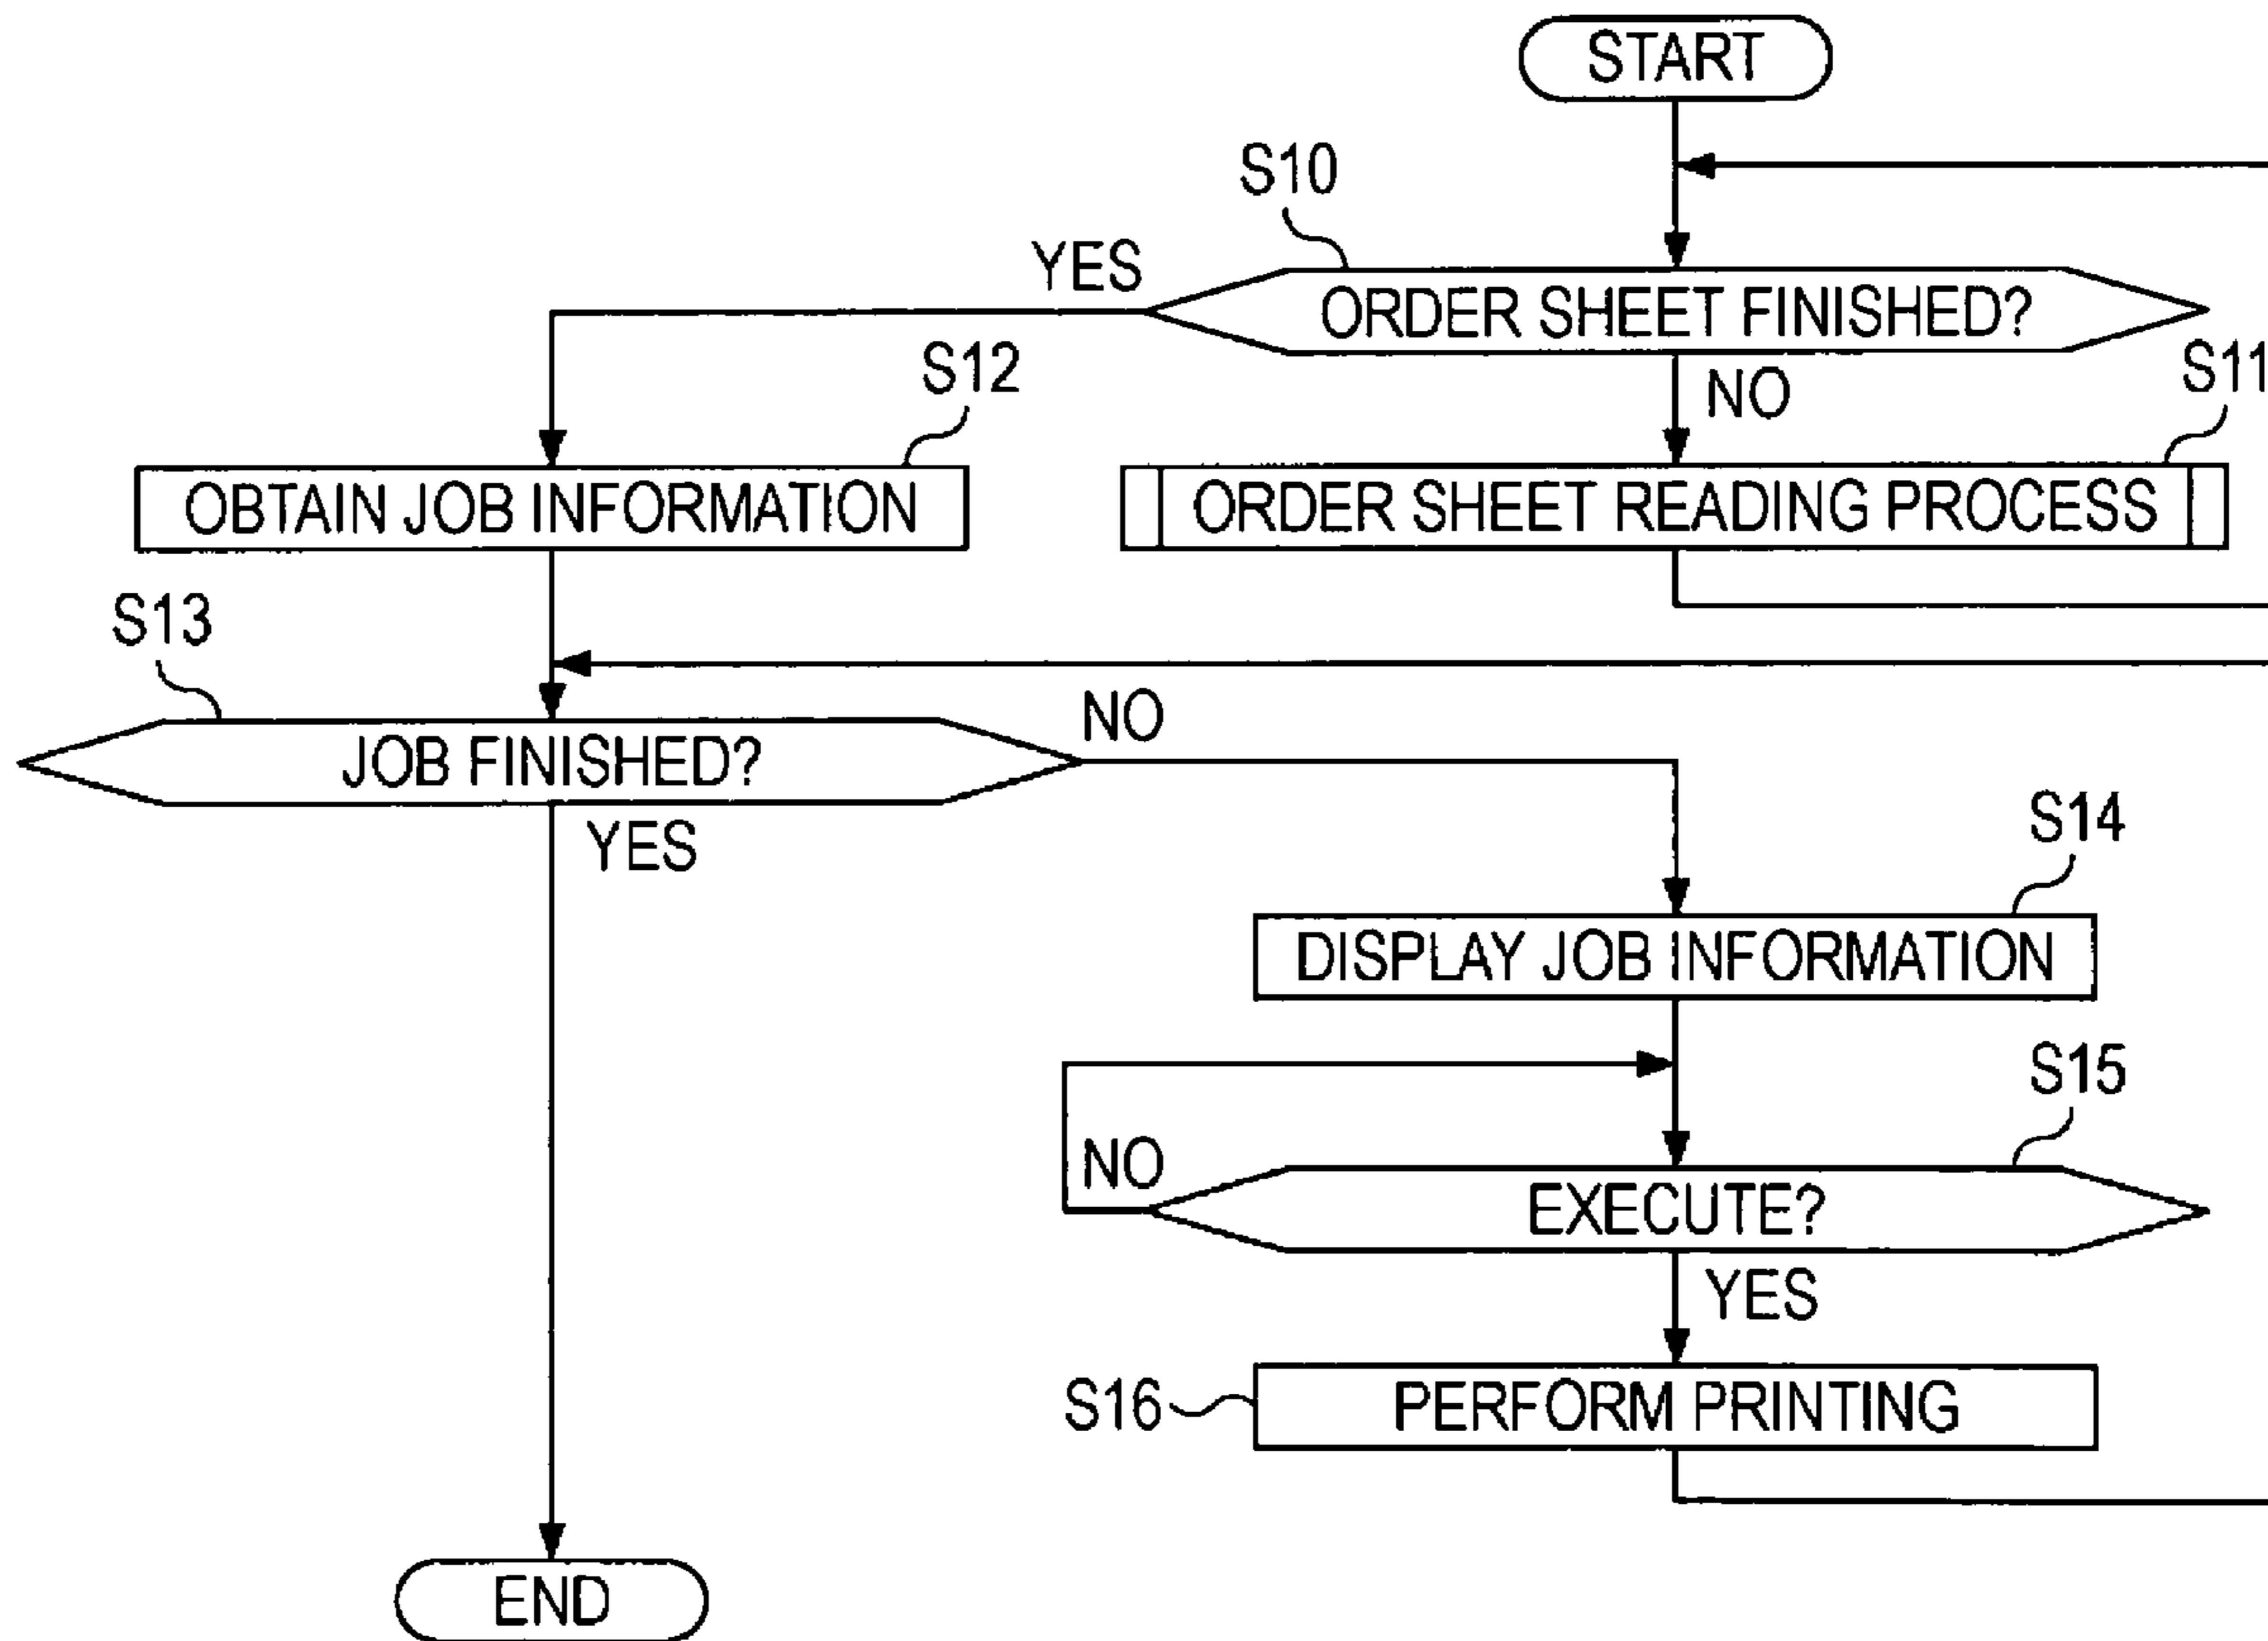 START
S10
YES
ORDER SHEET FINISHED?
S12
NO
S11
OBTAIN JOB INFORMATION
ORDER SHEET READING PROCESS
S13
NO
JOB FINISHED?
YES
S14
DISPLAY JOB INFORMATION
S15
NO
EXECUTE?
YES
S16
PERFORM PRINTING
END